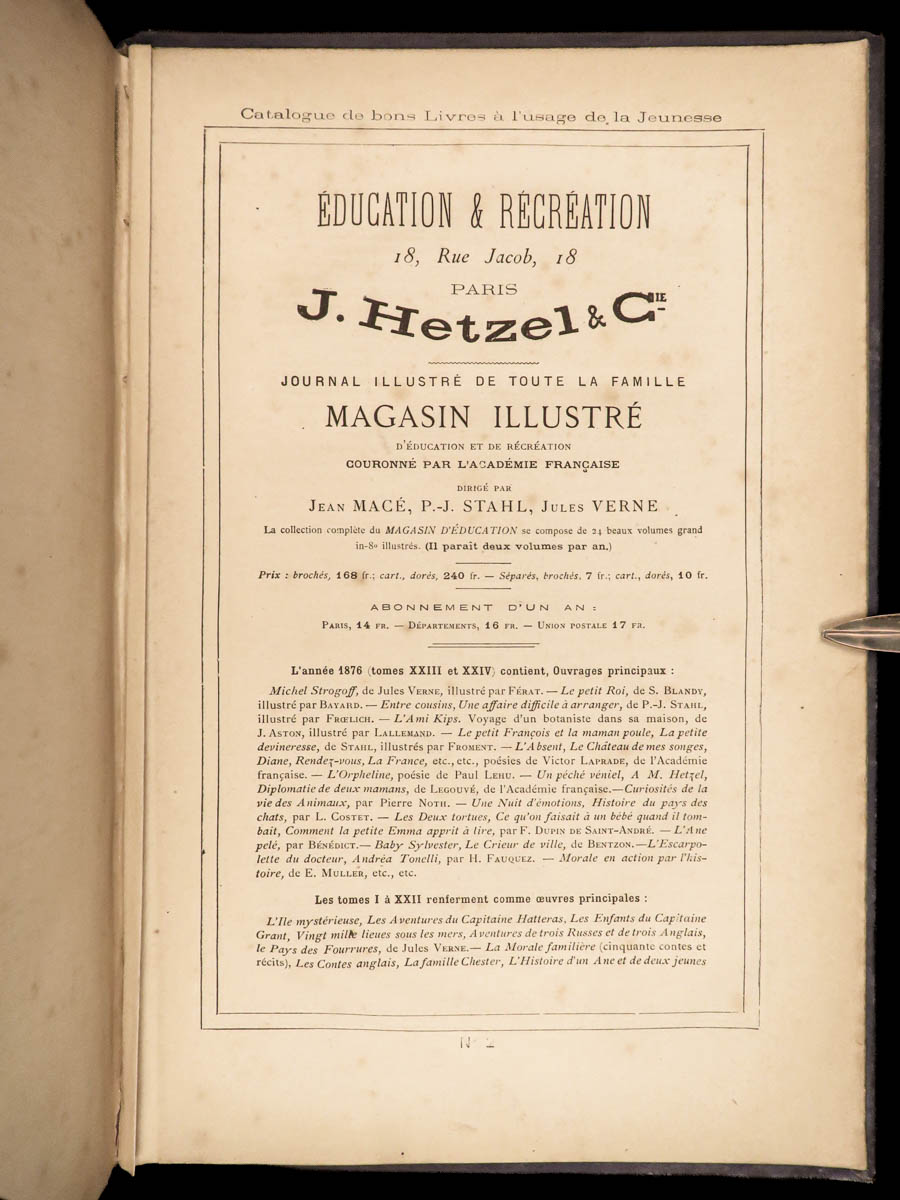 Catalogue de bons Livres à l'usage de la Jeunesse
ÉDUCATION & RÉCRÉATION
18, Rue Jacob, 18
PARIS
J. Hetzel & CIE
JOURNAL ILLUSTRÉ DE TOUTE LA FAMILLE
MAGASIN ILLUSTRÉ
D'ÉDUCATION ET DE RÉCRÉATION
COURONNÉ PAR L'ACADÉMIE FRANÇAISE
DIRIGÉ PAR
JEAN MACÉ, P.-J. STAHL, JULES VERNE
La collection complète du MAGASIN D'ÉDUCATION se compose de 24 beaux volumes grand
in-8o illustrés. (Il paraît deux volumes par an.)
Prix : brochés, 168 fr.; cart., dorés, 240 fr. — Séparés, brochés, 7 fr.; cart., dorés, 10 fr.
ABONNEMENT D'UN AN :
PARIS, 14 FR. — DÉPARTEMENTS, 16 FR. — UNION POSTALE 17 FR.
L'année 1876 (tomes XXIII et XXIV) contient, Ouvrages principaux :
Michel Strogoff, de Jules VERNE, illustré par FÉRAT. — Le petit Roi, de S. BLANDY,
illustré par BAYARD. — Entre cousins, Une affaire difficile à arranger, de P.-J. STAHL,
illustré par FRŒLICH. — L'Ami Kips. Voyage d'un botaniste dans sa maison, de
J. ASTON, illustré par LALLEMAND. — Le petit François et la maman poule, La petite
devineresse, de STAHL, illustrés par FROMENT. — L'Absent, Le Château de mes songes,
Diane, Rendez-vous, La France, etc., etc., poésies de Victor LAPRADE, de l'Académie
française. — L'Orpheline, poésie de Paul LEHU. — Un péché véniel, A M. Hetzel,
Diplomatie de deux mamans, de LEGOUVÉ, de l'Académie française.—Curiosités de la
vie des Animaux, par Pierre NOTH. — Une Nuit d'émotions, Histoire du pays des
chats, par L. COSTET. — Les Deux tortues, Ce qu'on faisait à un bébé quand il tom-
bait, Comment la petite Emma apprit à lire, par F. DUPIN DE SAINT-ANDRÉ. — L'Ane
pelé, par BÉNÉDICT.— Baby Sylvester, Le Crieur de ville, de BENTZON.—L'Escarpo-
lette du docteur, Andréa Tonelli, par H. FAUQUEZ. — Morale en action par l'his-
toire, de E. MULLER, etc., etc.
Les tomes I à XXII renferment comme œuvres principales :
L'Ile mystérieuse, Les Aventures du Capitaine Hatteras, Les Enfants du Capitaine
Grant, Vingt mille lieues sous les mers, Aventures de trois Russes et de trois Anglais,
le Pays des Fourrures, de Jules VERNE.— La Morale familière (cinquante contes et
récits), Les Contes anglais, La famille Chester, L'Histoire d'un Ane et de deux jeunes
N° 2